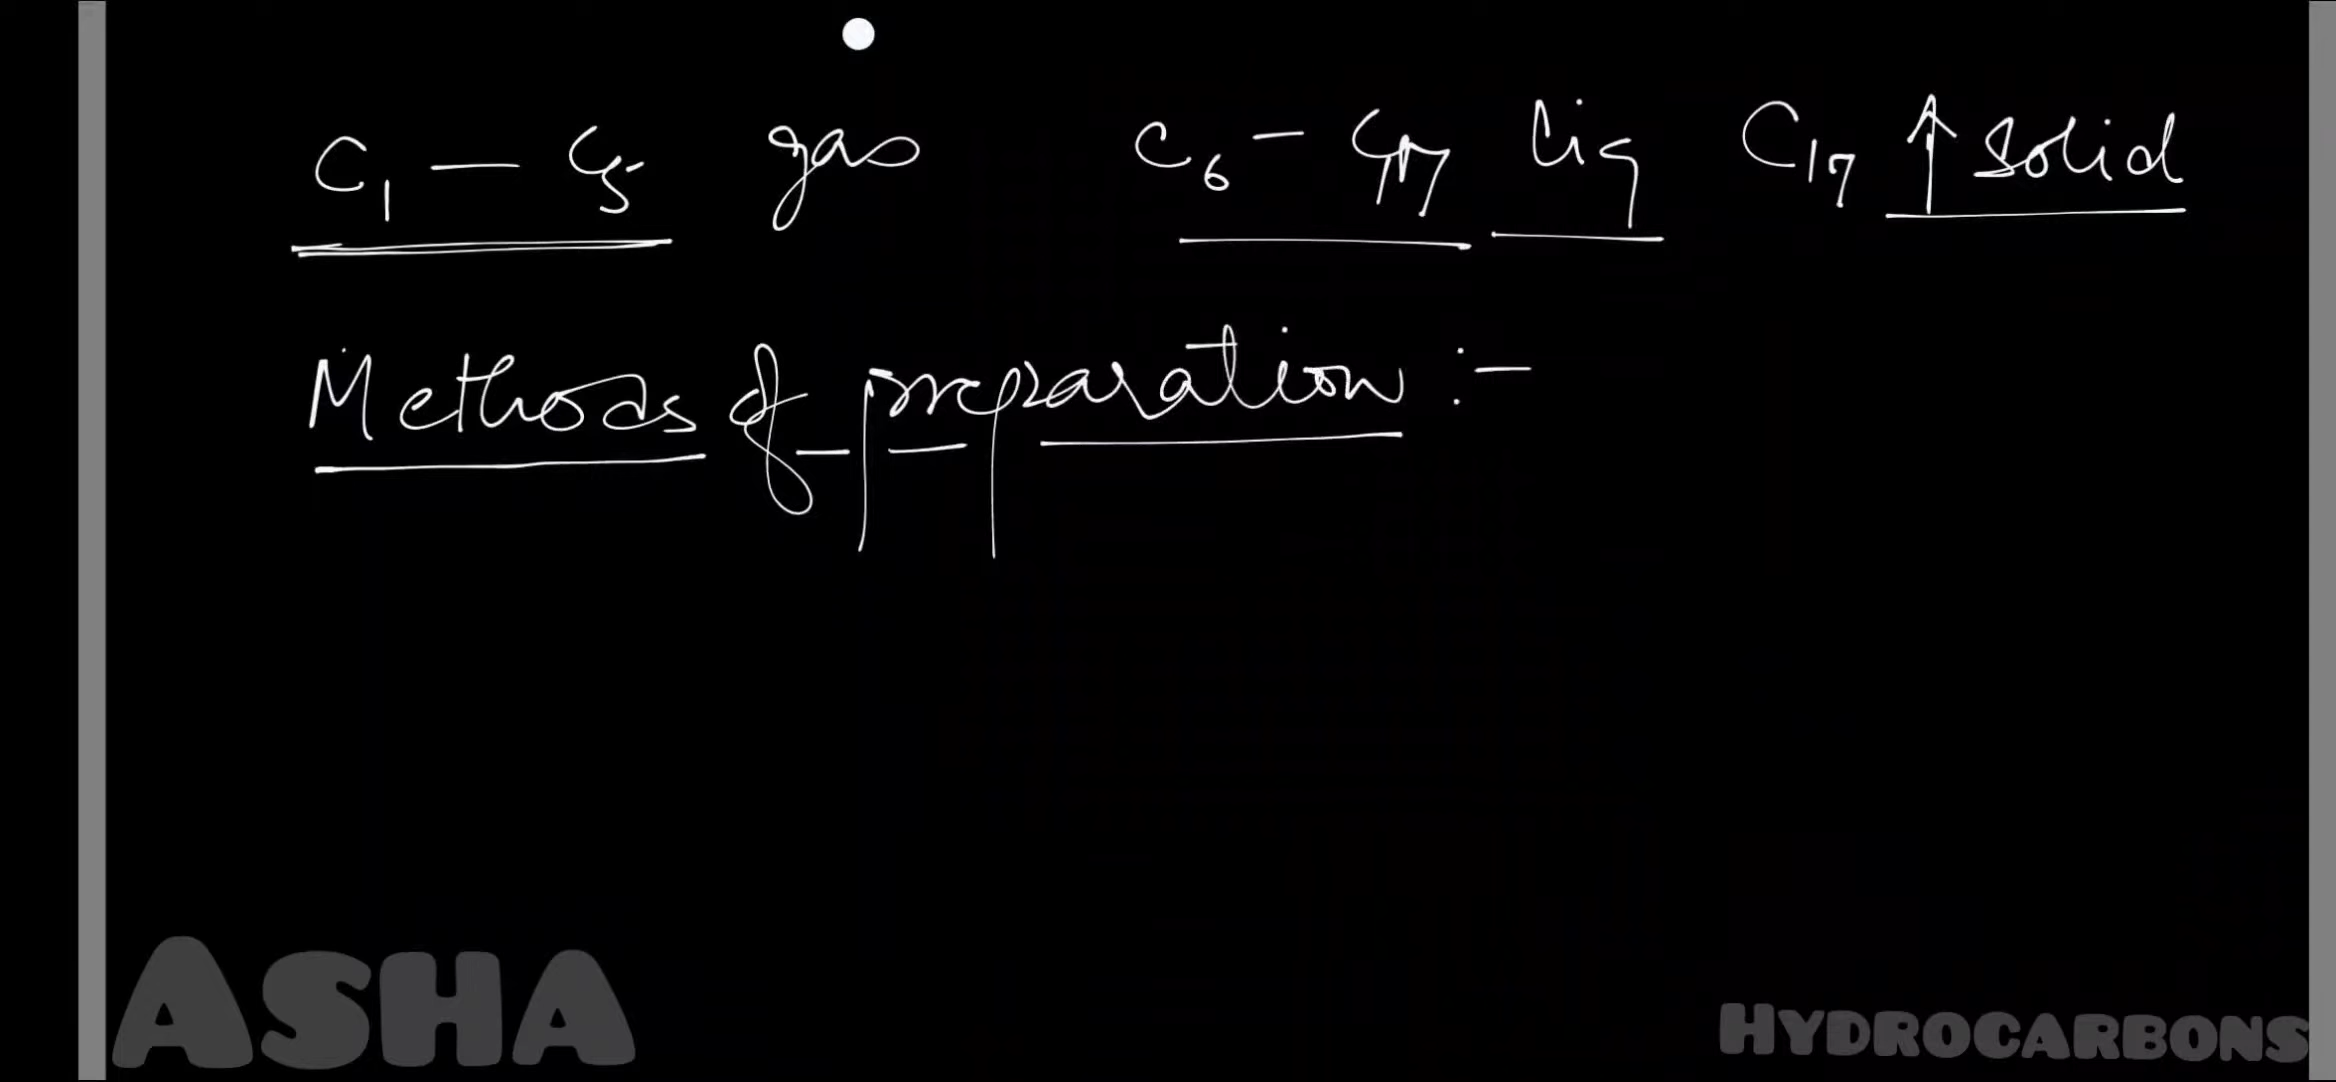 C₁ — C₅ gas C₆ – C₁₇ liq C₁₇ ↑ solid
Methods of preparation :-
ASHA
HYDROCARBONS